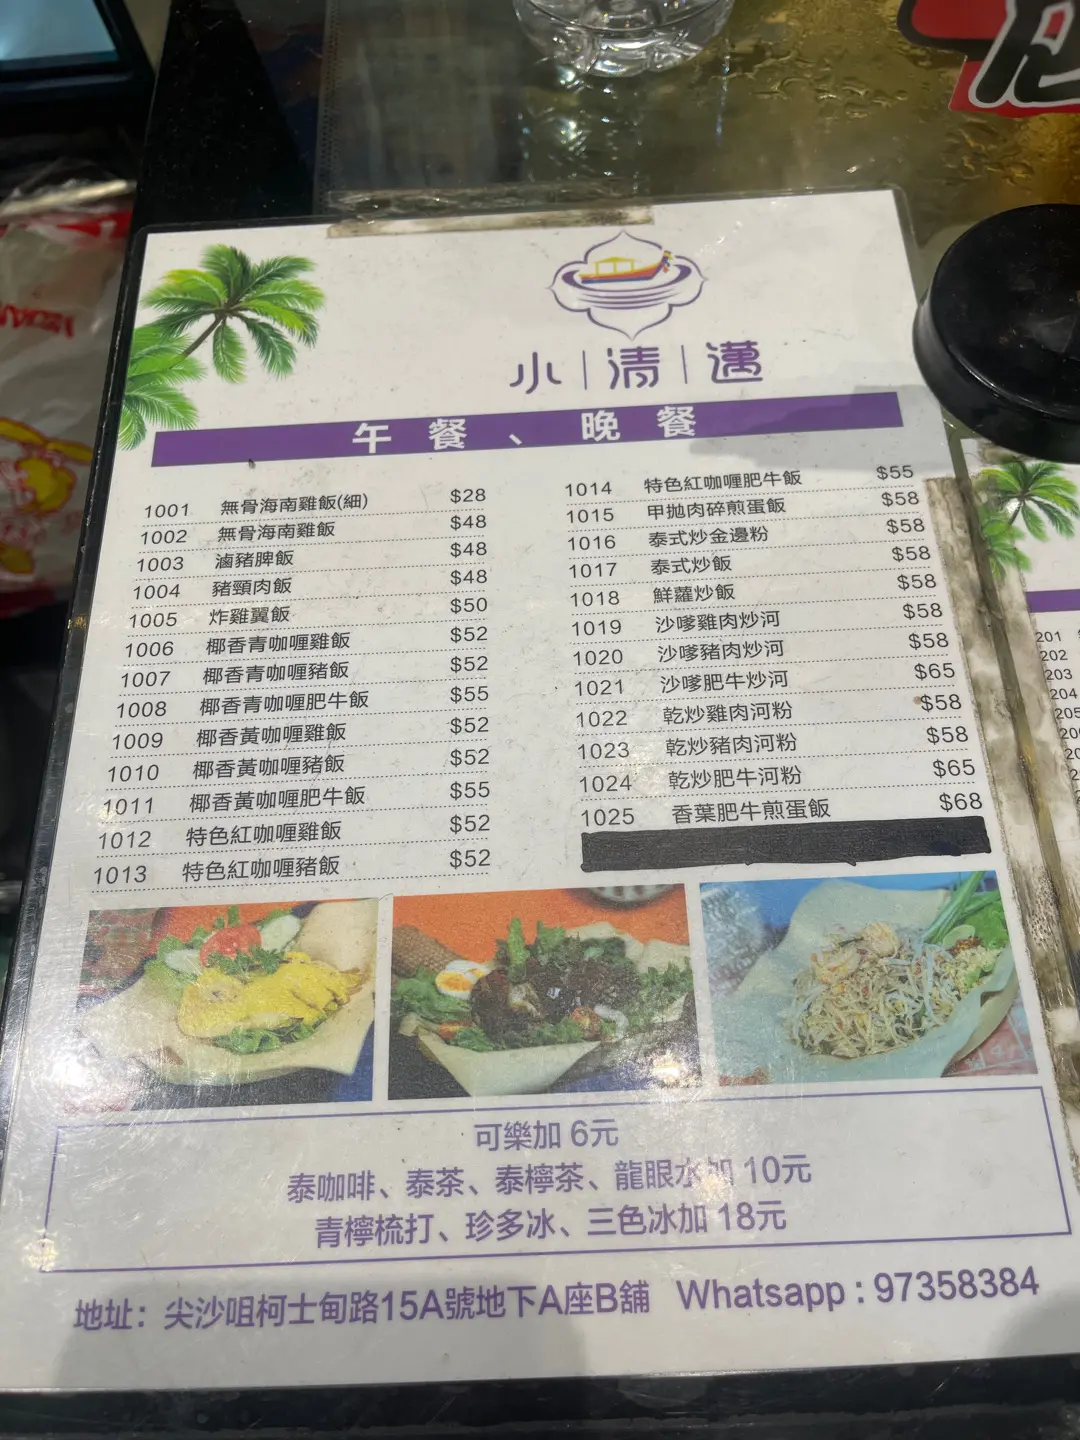 小|清|邁
午餐、晚餐
1001 無骨海南雞飯(細) $28
1002 無骨海南雞飯 $48
1003 滷豬脾飯 $48
1004 豬頸肉飯 $48
1005 炸雞翼飯 $50
1006 椰香青咖喱雞飯 $52
1007 椰香青咖喱豬飯 $52
1008 椰香青咖喱肥牛飯 $55
1009 椰香黃咖喱雞飯 $52
1010 椰香黃咖喱豬飯 $52
1011 椰香黃咖喱肥牛飯 $55
1012 特色紅咖喱雞飯 $52
1013 特色紅咖喱豬飯 $52
1014 特色紅咖喱肥牛飯 $55
1015 甲抛肉碎煎蛋飯 $58
1016 泰式炒金邊粉 $58
1017 泰式炒飯 $58
1018 鮮蘿炒飯 $58
1019 沙嗲雞肉炒河 $58
1020 沙嗲豬肉炒河 $58
1021 沙嗲肥牛炒河 $65
1022 乾炒雞肉河粉 $58
1023 乾炒豬肉河粉 $58
1024 乾炒肥牛河粉 $65
1025 香葉肥牛煎蛋飯 $68
可樂加 6元
泰咖啡、泰茶、泰檸茶、龍眼水加 10元
青檸梳打、珍多冰、三色冰加 18元
地址：尖沙咀柯士甸路15A號地下A座B舖 Whatsapp : 97358384
201
202
203
204
205